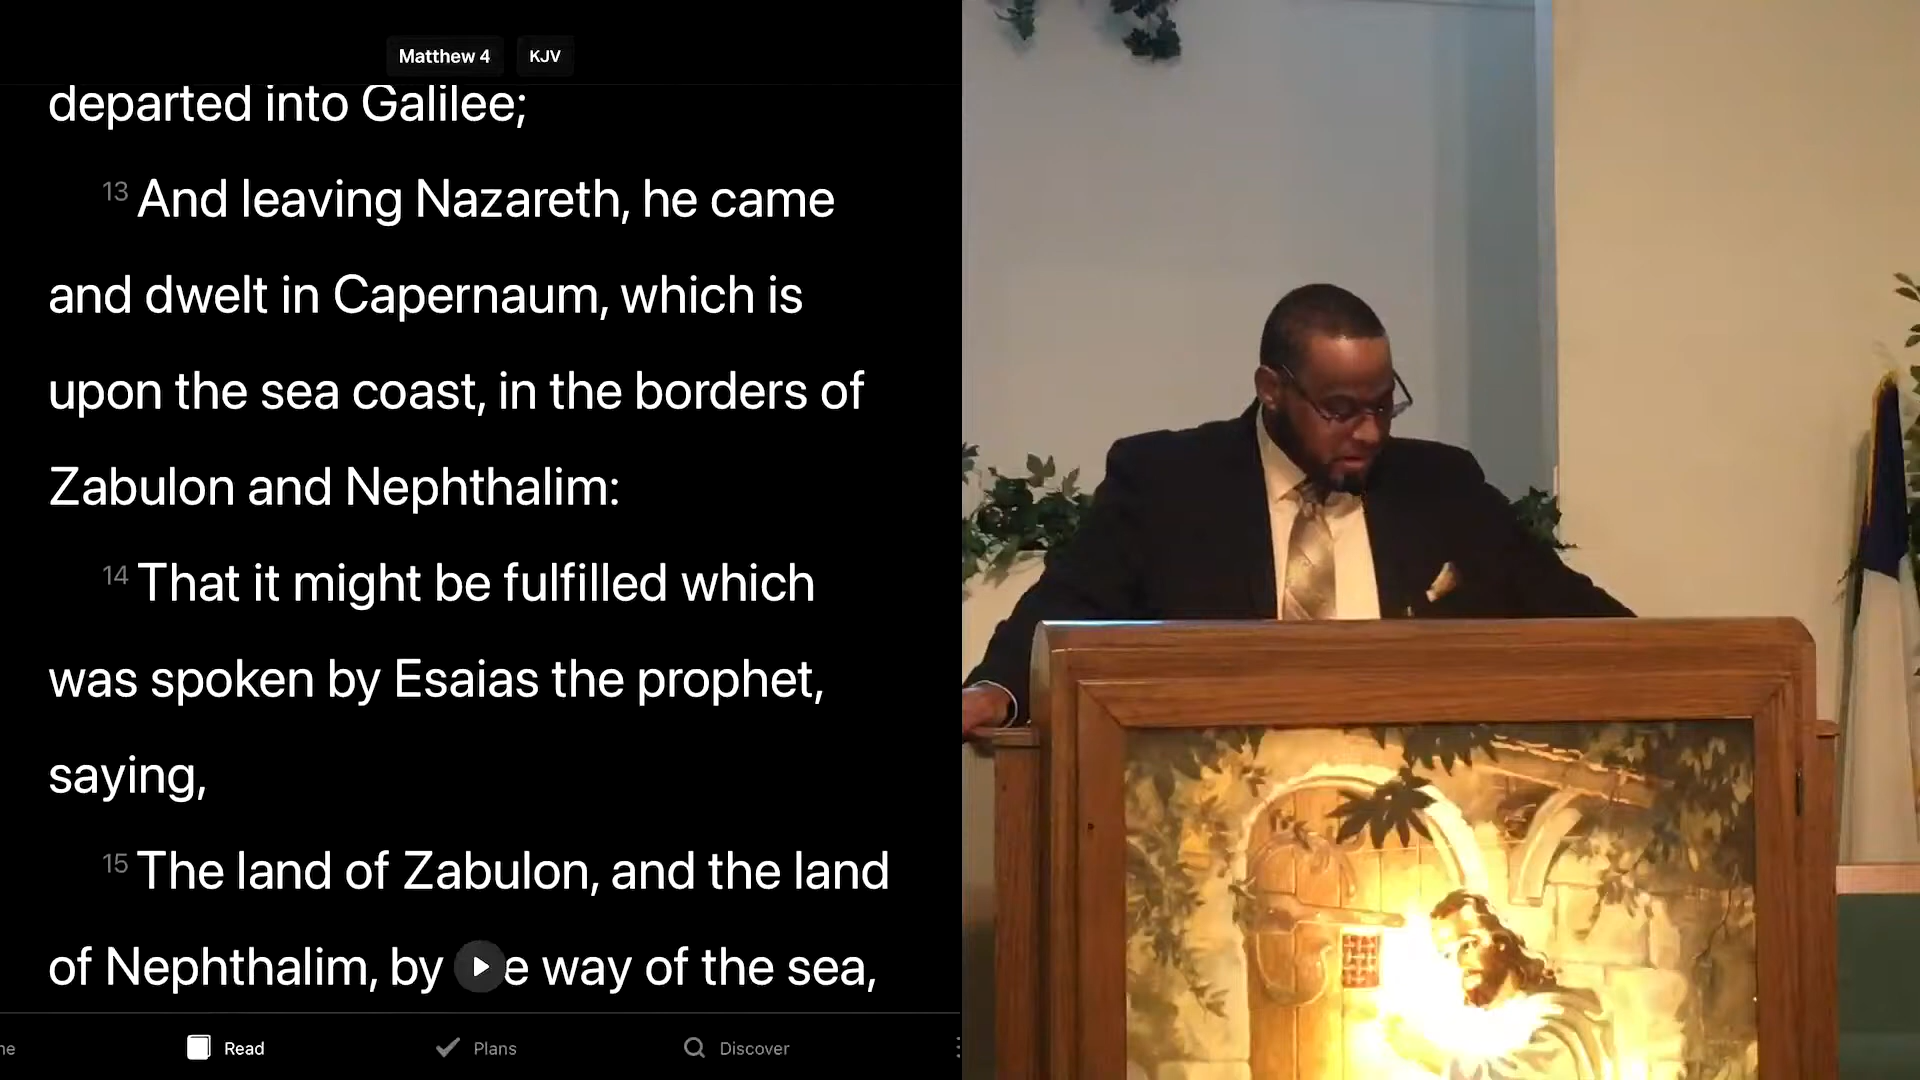 Matthew 4 KJV
departed into Galilee;
13 And leaving Nazareth, he came
and dwelt in Capernaum, which is
upon the sea coast, in the borders of
Zabulon and Nephthalim:
14 That it might be fulfilled which
was spoken by Esaias the prophet,
saying,
15 The land of Zabulon, and the land
of Nephthalim, by e way of the sea,
Read Plans Discover